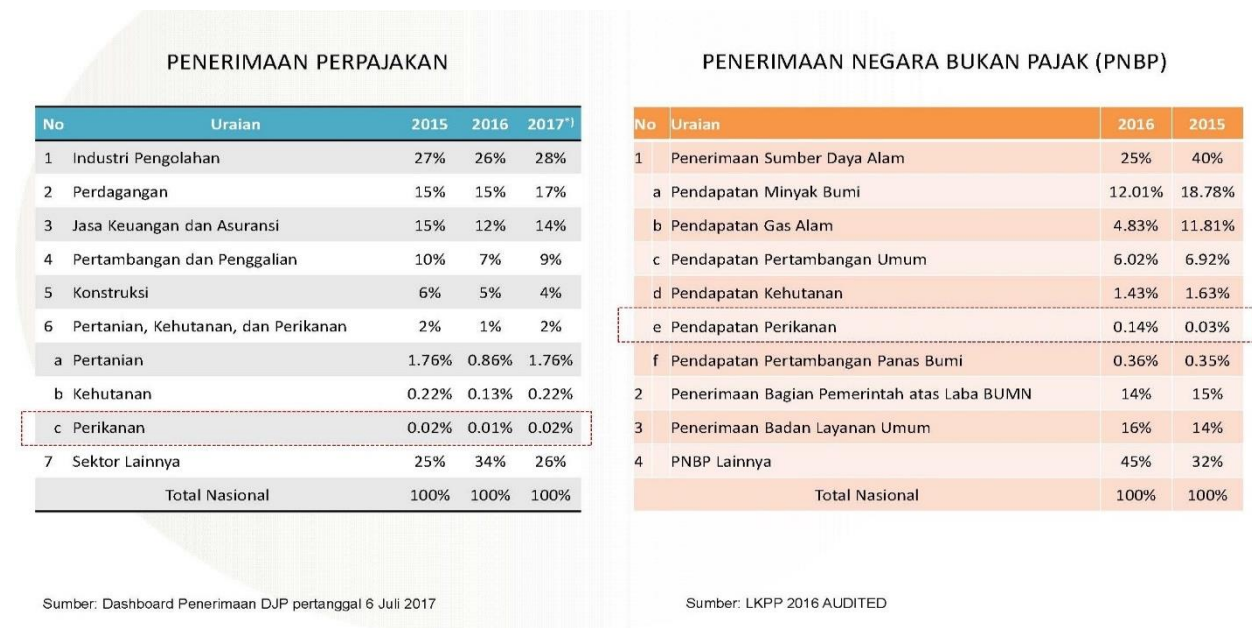 PENERIMAAN PERPAJAKAN
No Uraian 2015 2016 2017*)
1 Industri Pengolahan 27% 26% 28%
2 Perdagangan 15% 15% 17%
3 Jasa Keuangan dan Asuransi 15% 12% 14%
4 Pertambangan dan Penggalian 10% 7% 9%
5 Konstruksi 6% 5% 4%
6 Pertanian, Kehutanan, dan Perikanan 2% 1% 2%
a Pertanian 1.76% 0.86% 1.76%
b Kehutanan 0.22% 0.13% 0.22%
c Perikanan 0.02% 0.01% 0.02%
7 Sektor Lainnya 25% 34% 26%
Total Nasional 100% 100% 100%
Sumber: Dashboard Penerimaan DJP pertanggal 6 Juli 2017
PENERIMAAN NEGARA BUKAN PAJAK (PNBP)
No Uraian 2016 2015
1 Penerimaan Sumber Daya Alam 25% 40%
a Pendapatan Minyak Bumi 12.01% 18.78%
b Pendapatan Gas Alam 4.83% 11.81%
c Pendapatan Pertambangan Umum 6.02% 6.92%
d Pendapatan Kehutanan 1.43% 1.63%
e Pendapatan Perikanan 0.14% 0.03%
f Pendapatan Pertambangan Panas Bumi 0.36% 0.35%
2 Penerimaan Bagian Pemerintah atas Laba BUMN 14% 15%
3 Penerimaan Badan Layanan Umum 16% 14%
4 PNBP Lainnya 45% 32%
Total Nasional 100% 100%
Sumber: LKPP 2016 AUDITED